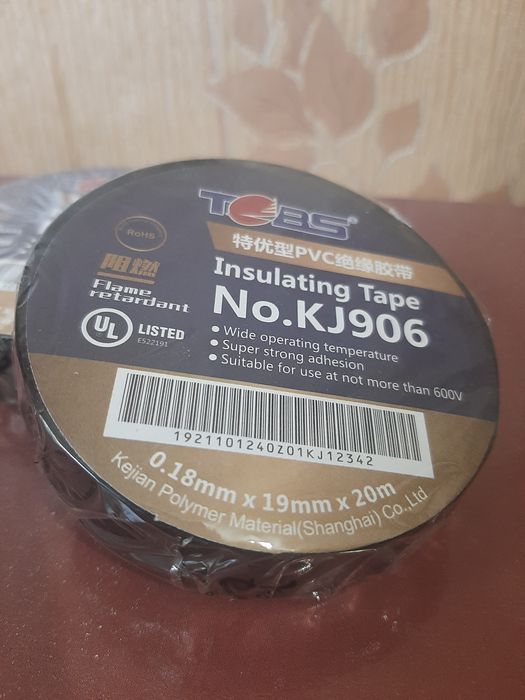 TOBS®
特优型PVC绝缘胶带
RoHS
阻燃
Flame
retardant
Insulating Tape
No.KJ906
UL LISTED
E522191
• Wide operating temperature
• Super strong adhesion
• Suitable for use at not more than 600V
1921101240Z01KJ12342
0.18mm x 19mm x 20m
Kejian Polymer Material(Shanghai) Co.,Ltd